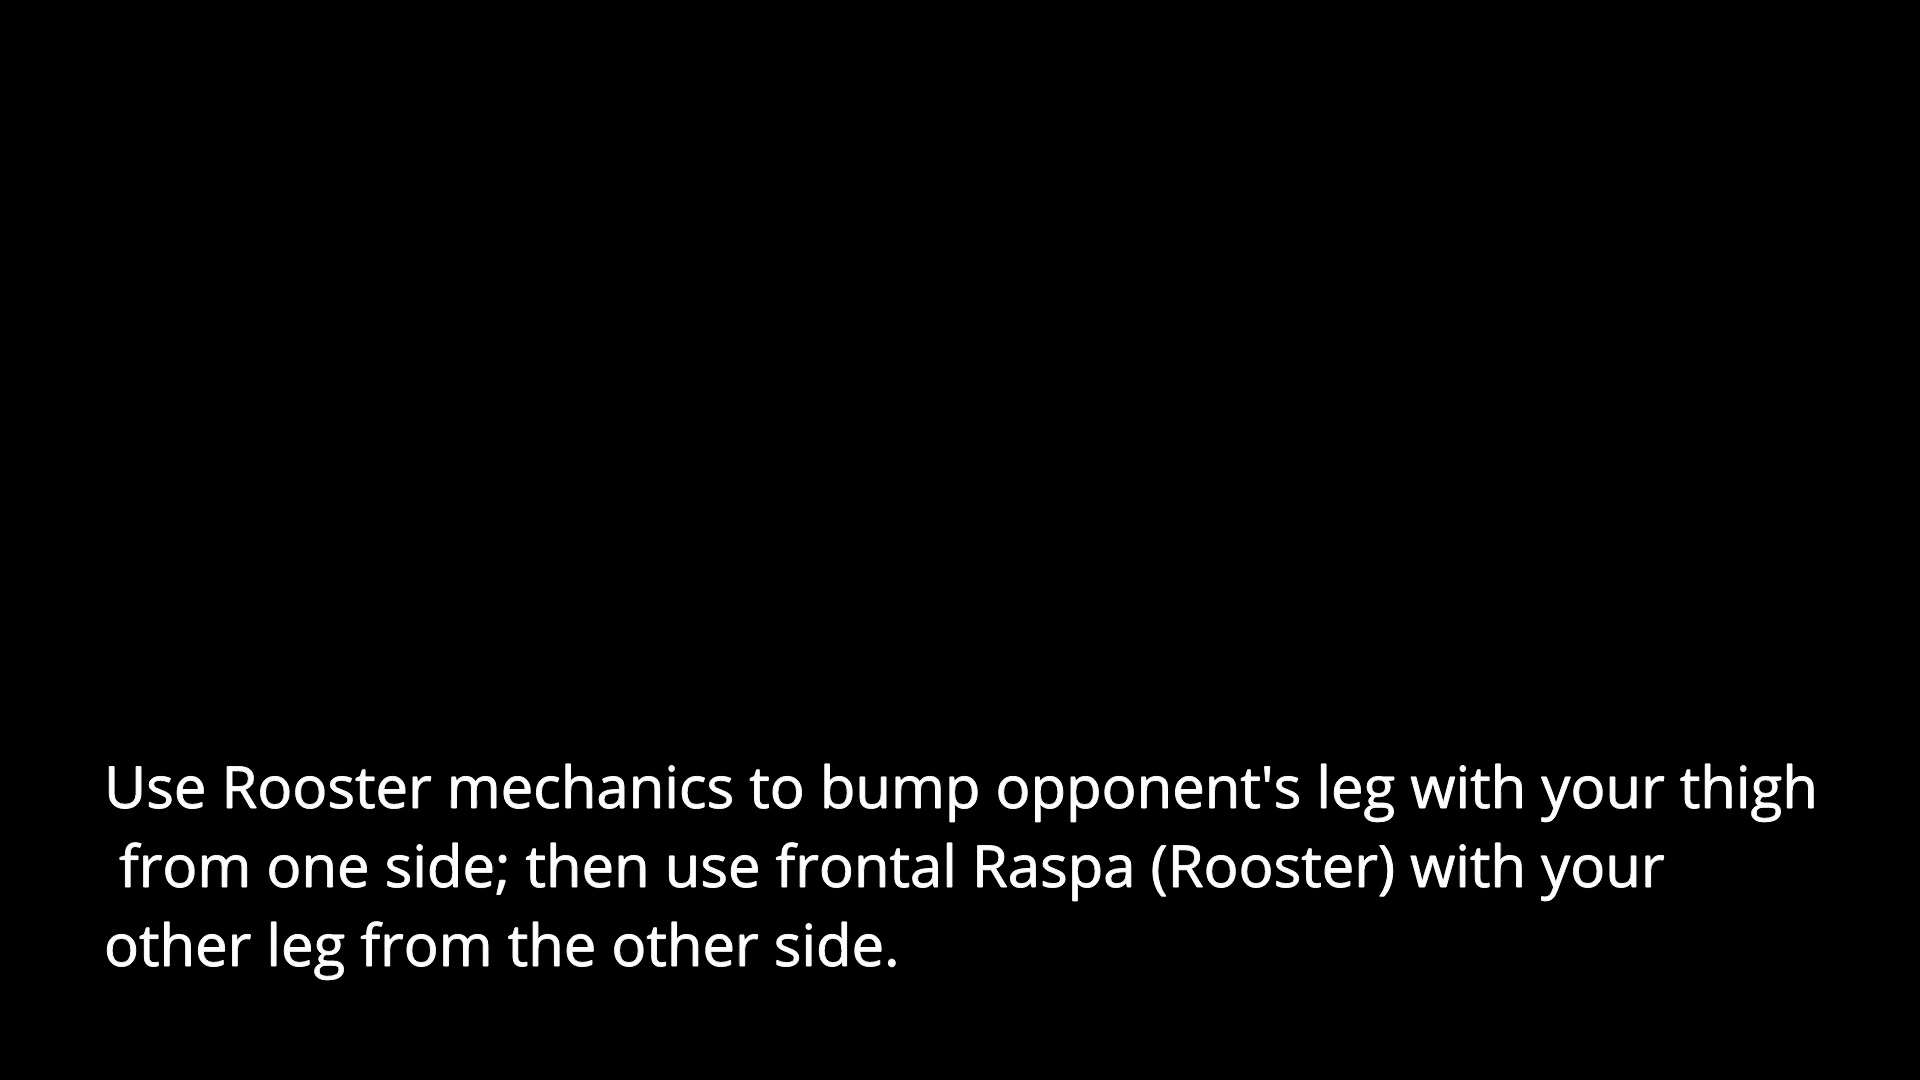 Use Rooster mechanics to bump opponent's leg with your thigh
from one side; then use frontal Raspa (Rooster) with your
other leg from the other side.